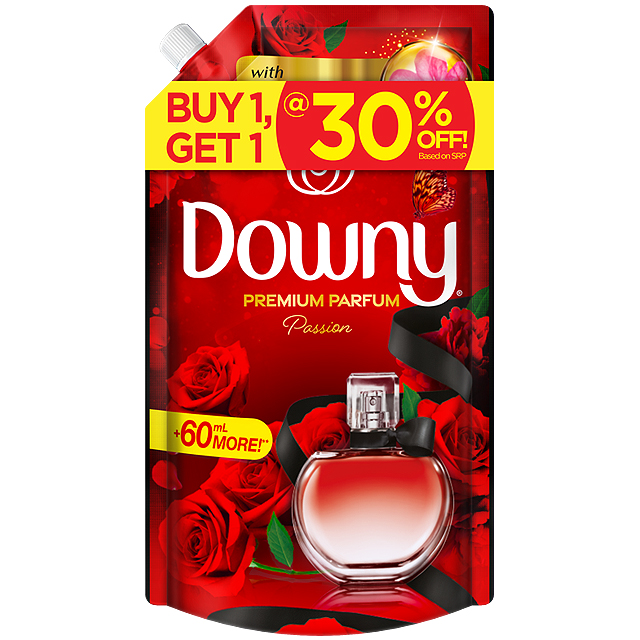 with
BUY 1,
GET 1
@
30%
OFF!
Based on SRP
Downy®
PREMIUM PARFUM
Passion
+60mL
MORE!**